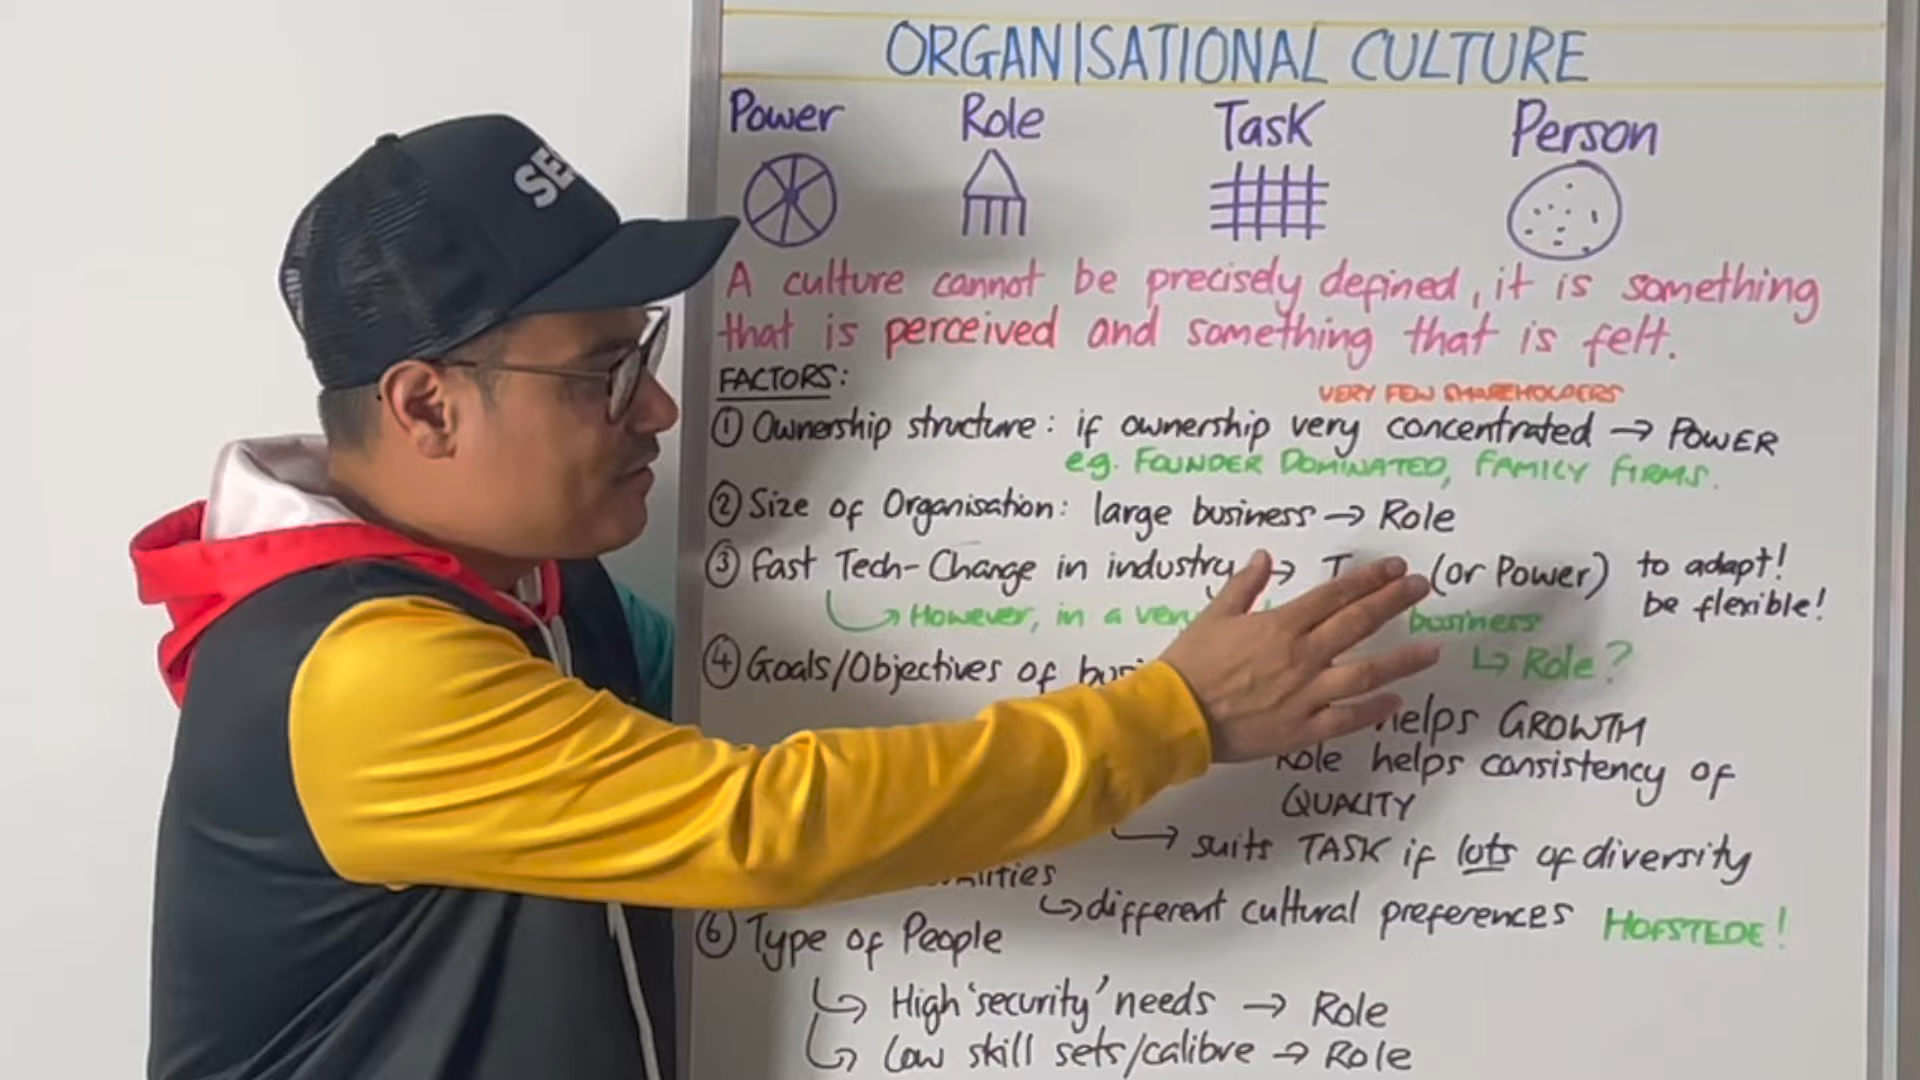 SE
ORGANISATIONAL CULTURE
Power Role Task Person
A culture cannot be precisely defined, it is something
that is perceived and something that is felt.
FACTORS:
VERY FEW SHAREHOLDERS
① Ownership structure: if ownership very concentrated → POWER
e.g. FOUNDER DOMINATED, FAMILY FIRMS.
② Size of Organisation: large business → Role
③ Fast Tech-Change in industry → (or Power) to adapt!
be flexible!
However, in a very business
↳ Role?
④ Goals/Objectives of
helps GROWTH
Role helps consistency of
QUALITY
→ suits TASK if lots of diversity
↳ different cultural preferences HOFSTEDE!
⑥ Type of People
↳ High 'security' needs → Role
↳ Low skill sets/calibre → Role